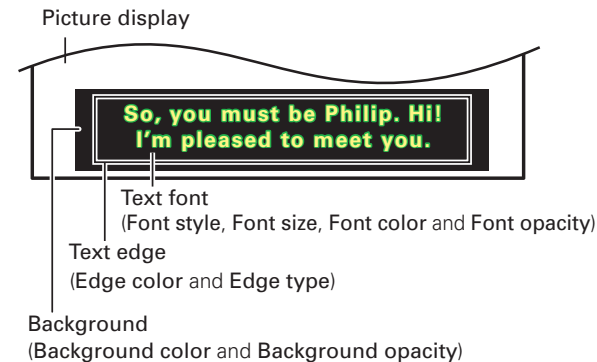 Picture display
So, you must be Philip. Hi!
I'm pleased to meet you.
Text font
(Font style, Font size, Font color and Font opacity)
Text edge
(Edge color and Edge type)
Background
(Background color and Background opacity)